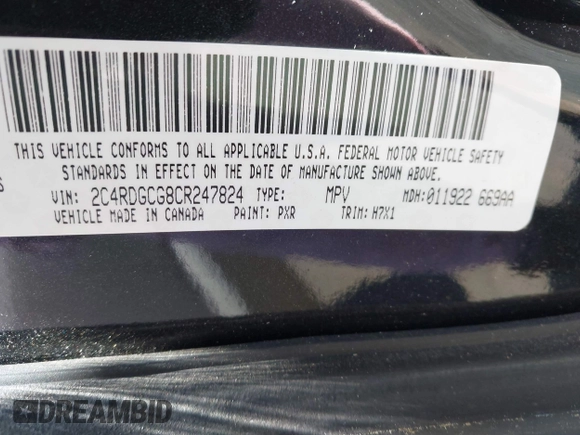 THIS VEHICLE CONFORMS TO ALL APPLICABLE U.S.A. FEDERAL MOTOR VEHICLE SAFETY
STANDARDS IN EFFECT ON THE DATE OF MANUFACTURE SHOWN ABOVE.
S
VIN: 2C4RDGCG8CR247824 TYPE: MPV MDH:011922 669AA
VEHICLE MADE IN CANADA PAINT: PXR TRIM: H7X1
DREAMBID